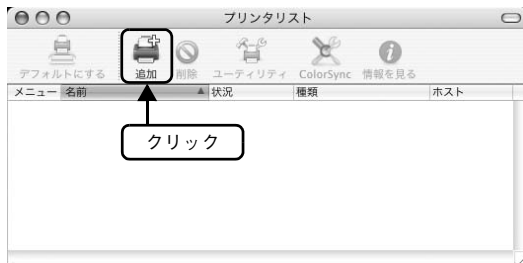 プリンタリスト
デフォルトにする 追加 削除 ユーティリティ ColorSync 情報を見る
メニュー 名前 状況 種類 ホスト
クリック